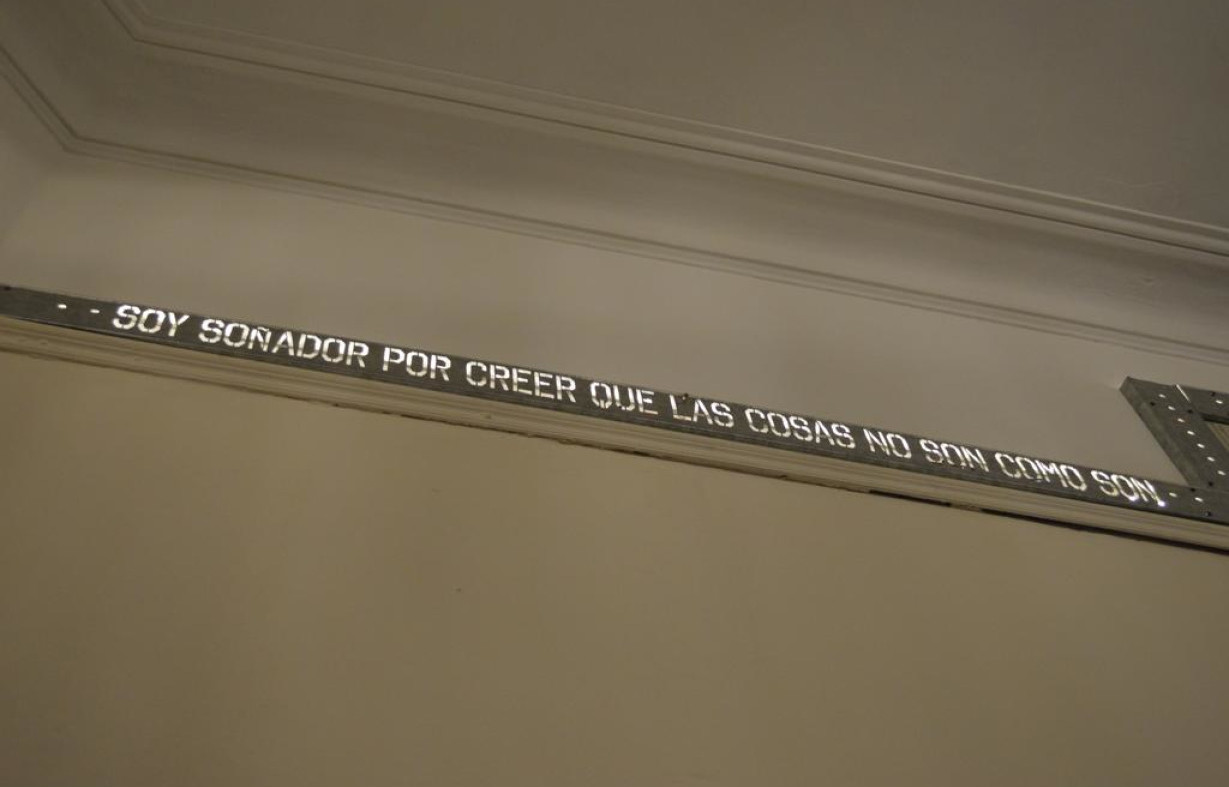 SOY SOÑADOR POR CREER QUE LAS COSAS NO SON COMO SON